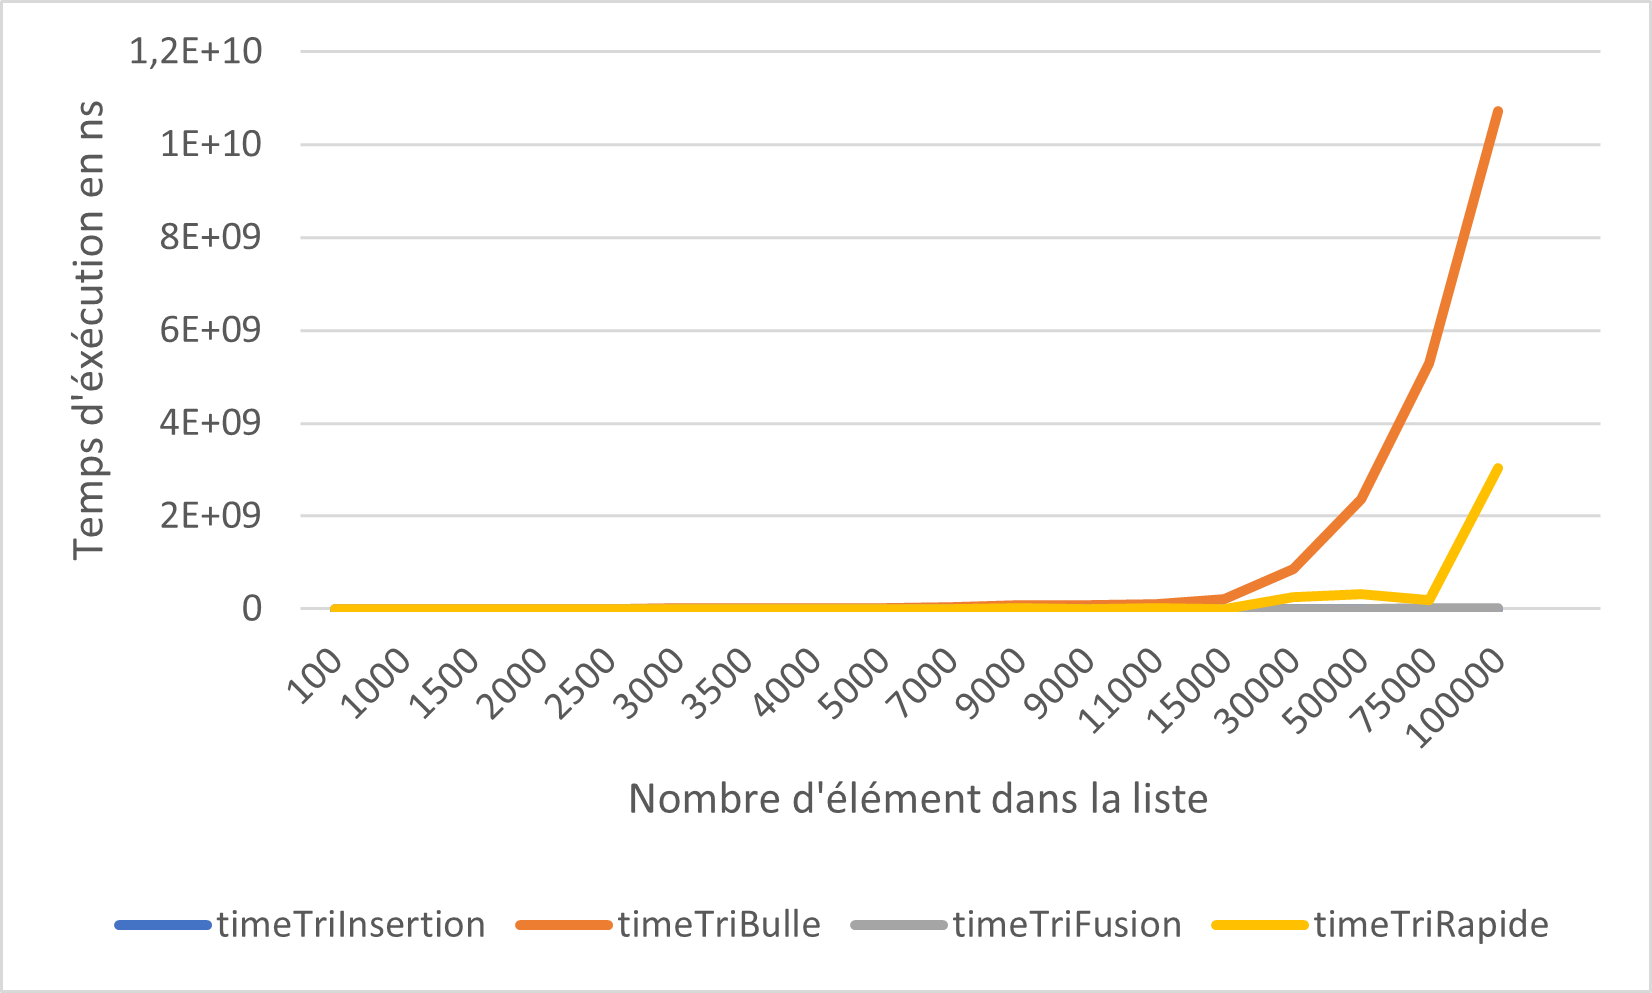 1,2E+10
1E+10
8E+09
6E+09
4E+09
2E+09
0
Temps d'éxécution en ns
100
1000
1500
2000
2500
3000
3500
4000
5000
7000
9000
9000
11000
15000
30000
50000
75000
100000
Nombre d'élément dans la liste
timeTriInsertion timeTriBulle timeTriFusion timeTriRapide